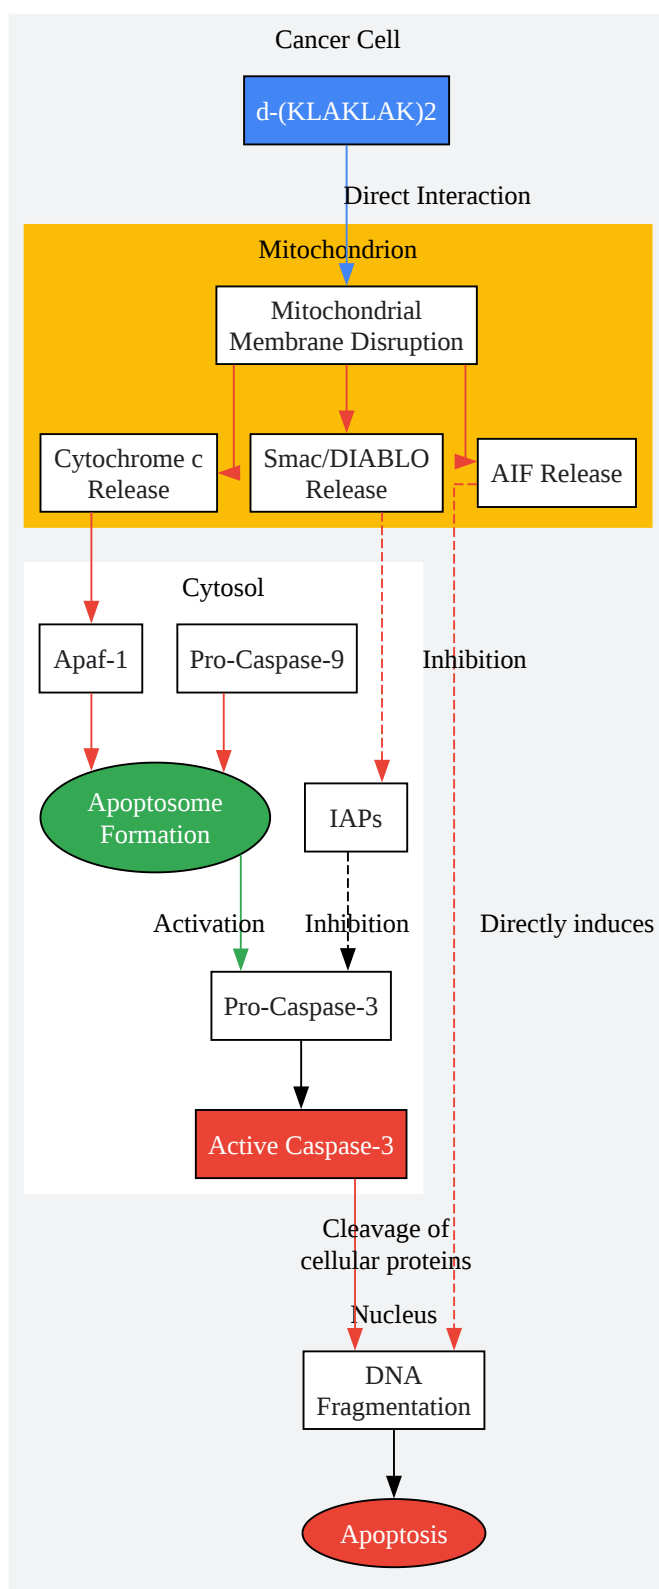 Cancer Cell
d-(KLAKLAK)2
Direct Interaction
Mitochondrion
Mitochondrial
Membrane Disruption
Cytochrome c
Release
Smac/DIABLO
Release
AIF Release
Cytosol
Apaf-1
Pro-Caspase-9
Inhibition
Apoptosome
Formation
IAPs
Activation
Inhibition
Directly induces
Pro-Caspase-3
Active Caspase-3
Cleavage of
cellular proteins
Nucleus
DNA
Fragmentation
Apoptosis